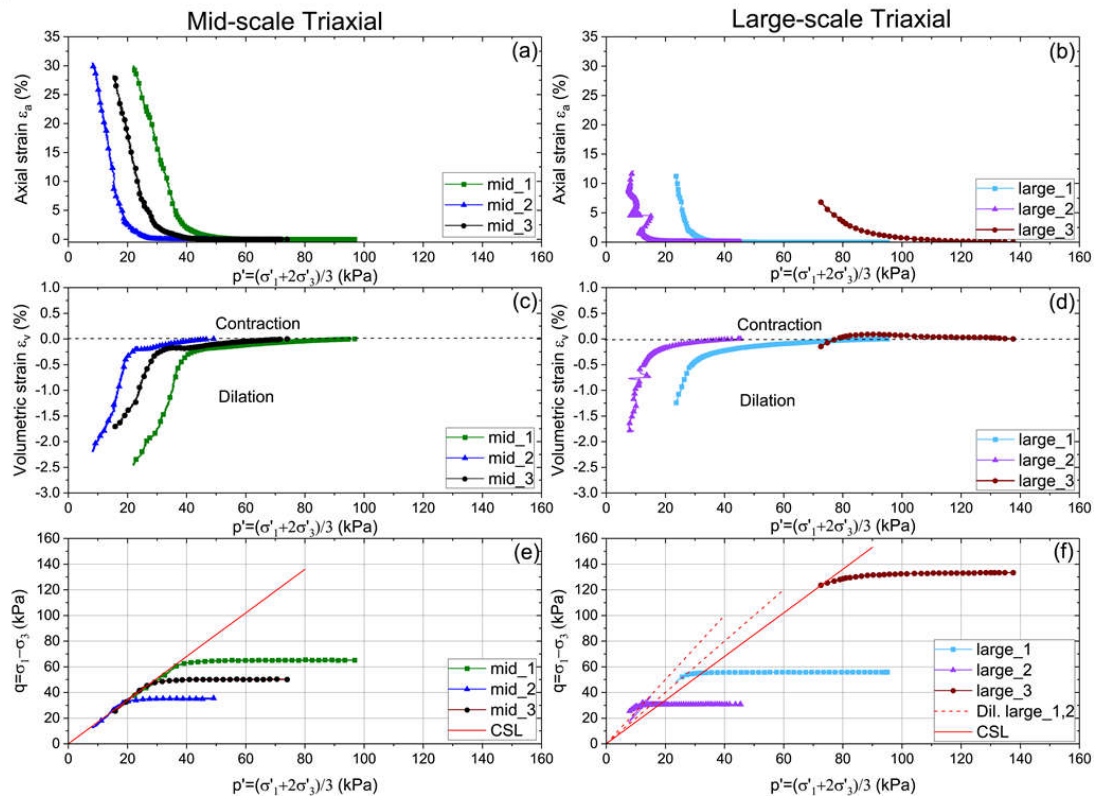 Mid-scale Triaxial
Large-scale Triaxial
(a)
Axial strain εa (%)
35
30
25
20
15
10
5
0
mid_1
mid_2
mid_3
0 20 40 60 80 100 120 140 160
p'=(σ'1+2σ'3)/3 (kPa)
(b)
Axial strain εa (%)
35
30
25
20
15
10
5
0
large_1
large_2
large_3
0 20 40 60 80 100 120 140 160
p'=(σ'1+2σ'3)/3 (kPa)
(c)
Volumetric strain εv (%)
1.0
0.5
0.0
-0.5
-1.0
-1.5
-2.0
-2.5
-3.0
Contraction
Dilation
mid_1
mid_2
mid_3
0 20 40 60 80 100 120 140 160
p'=(σ'1+2σ'3)/3 (kPa)
(d)
Volumetric strain εv (%)
1.0
0.5
0.0
-0.5
-1.0
-1.5
-2.0
-2.5
-3.0
Contraction
Dilation
large_1
large_2
large_3
0 20 40 60 80 100 120 140 160
p'=(σ'1+2σ'3)/3 (kPa)
(e)
q=σ1−σ3 (kPa)
160
140
120
100
80
60
40
20
0
mid_1
mid_2
mid_3
CSL
0 20 40 60 80 100 120 140 160
p'=(σ'1+2σ'3)/3 (kPa)
(f)
q=σ1−σ3 (kPa)
160
140
120
100
80
60
40
20
0
large_1
large_2
large_3
Dil. large_1,2
CSL
0 20 40 60 80 100 120 140 160
p'=(σ'1+2σ'3)/3 (kPa)